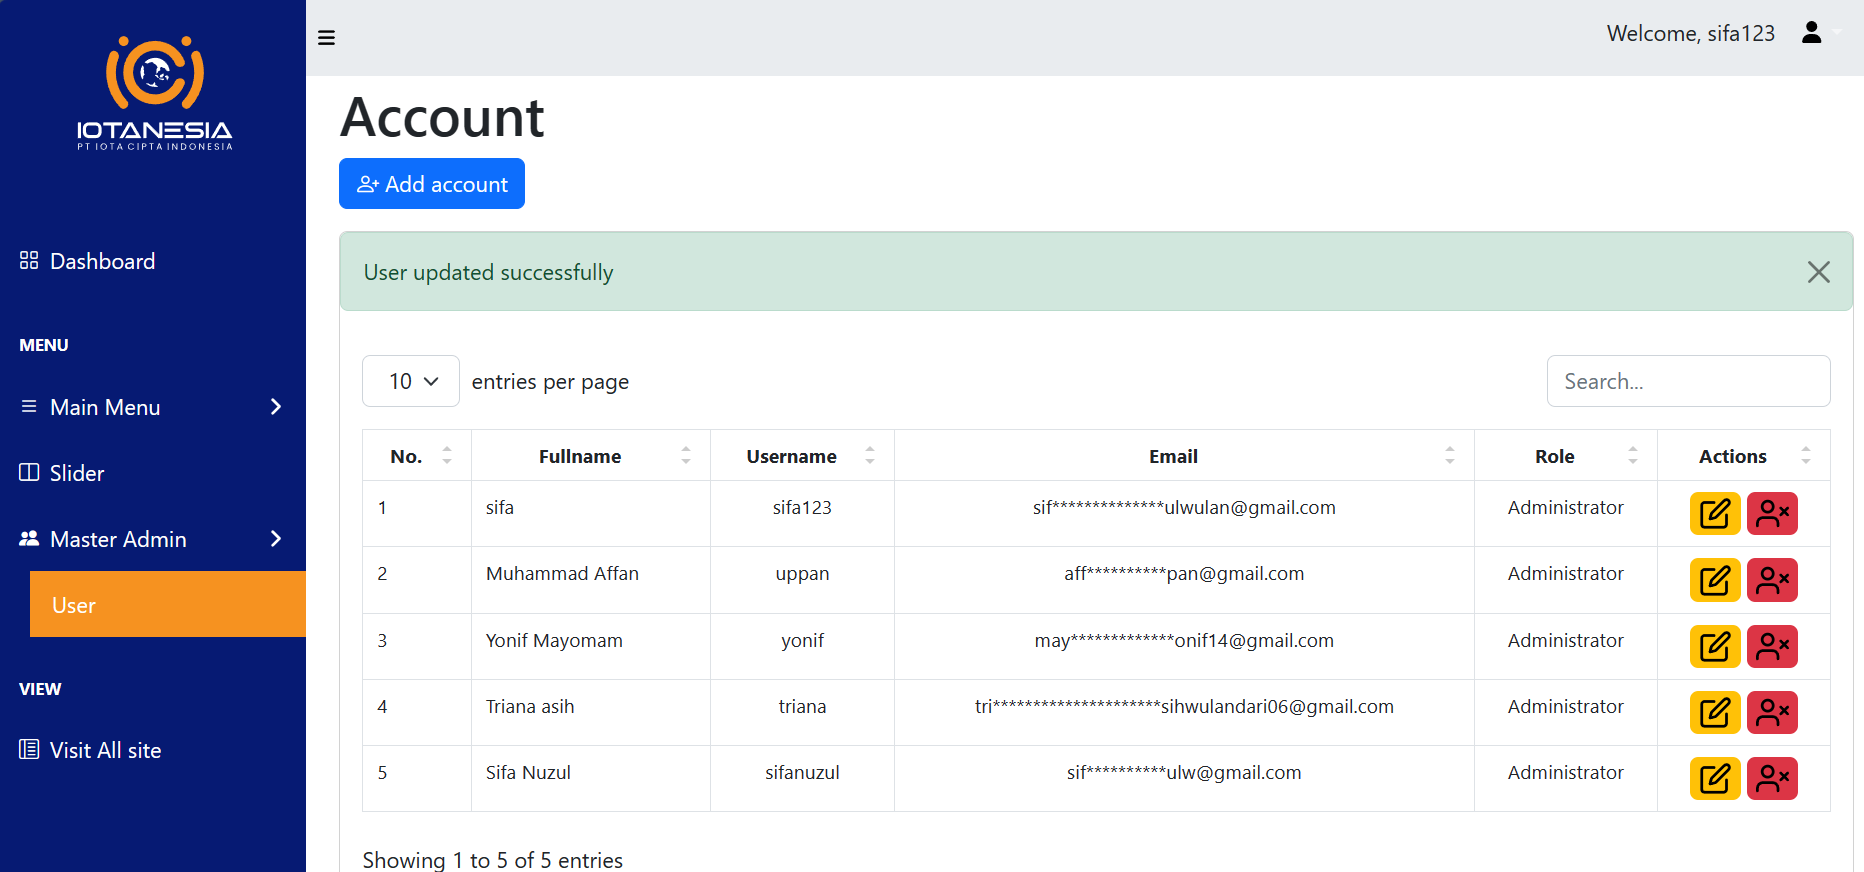 IOTANESIA
PT IOTA CIPTA INDONESIA
Welcome, sifa123
Dashboard
MENU
Main Menu
Slider
Master Admin
User
VIEW
Visit All site
Account
Add account
User updated successfully
10 entries per page
Search...
No. Fullname Username Email Role Actions
1 sifa sifa123 sif**************ulwulan@gmail.com Administrator
2 Muhammad Affan uppan aff**********pan@gmail.com Administrator
3 Yonif Mayomam yonif may*************onif14@gmail.com Administrator
4 Triana asih triana tri*********************sihwulandari06@gmail.com Administrator
5 Sifa Nuzul sifanuzul sif**********ulw@gmail.com Administrator
Showing 1 to 5 of 5 entries